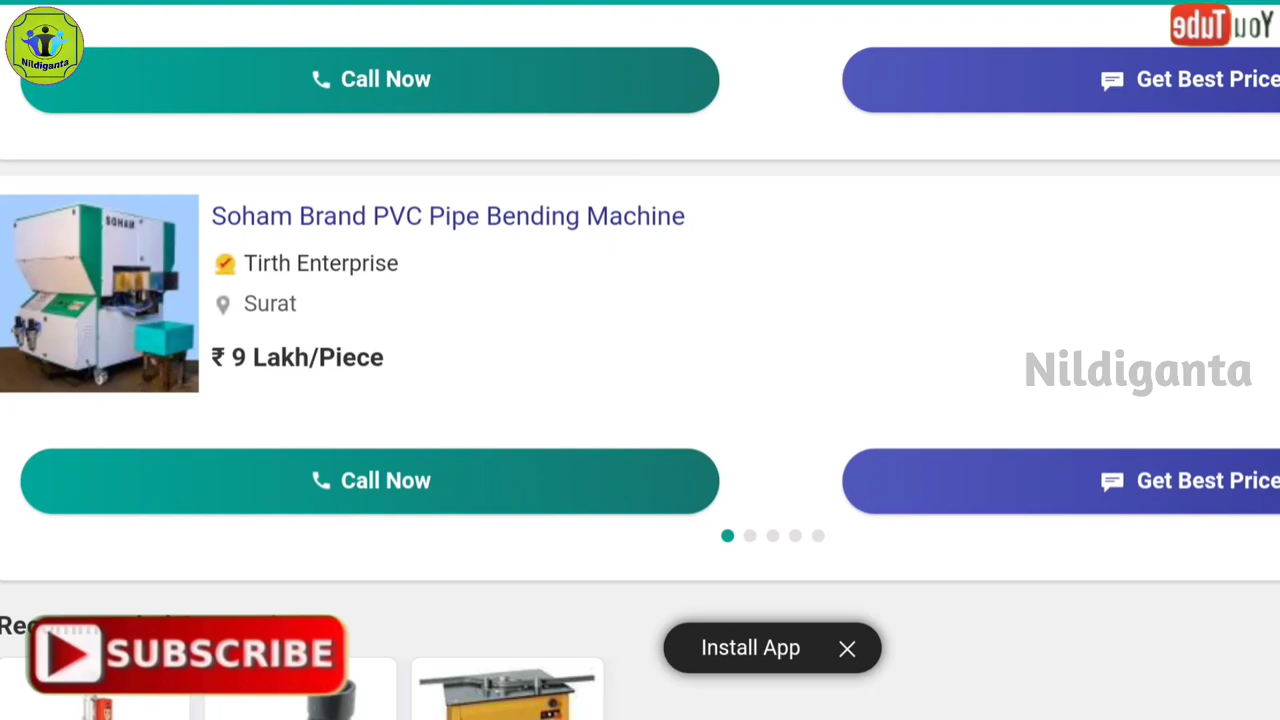 Nildiganta
YouTube
Call Now
Get Best Price
Soham Brand PVC Pipe Bending Machine
SOHAM
Tirth Enterprise
Surat
₹ 9 Lakh/Piece
Nildiganta
Call Now
Get Best Price
SUBSCRIBE
Install App